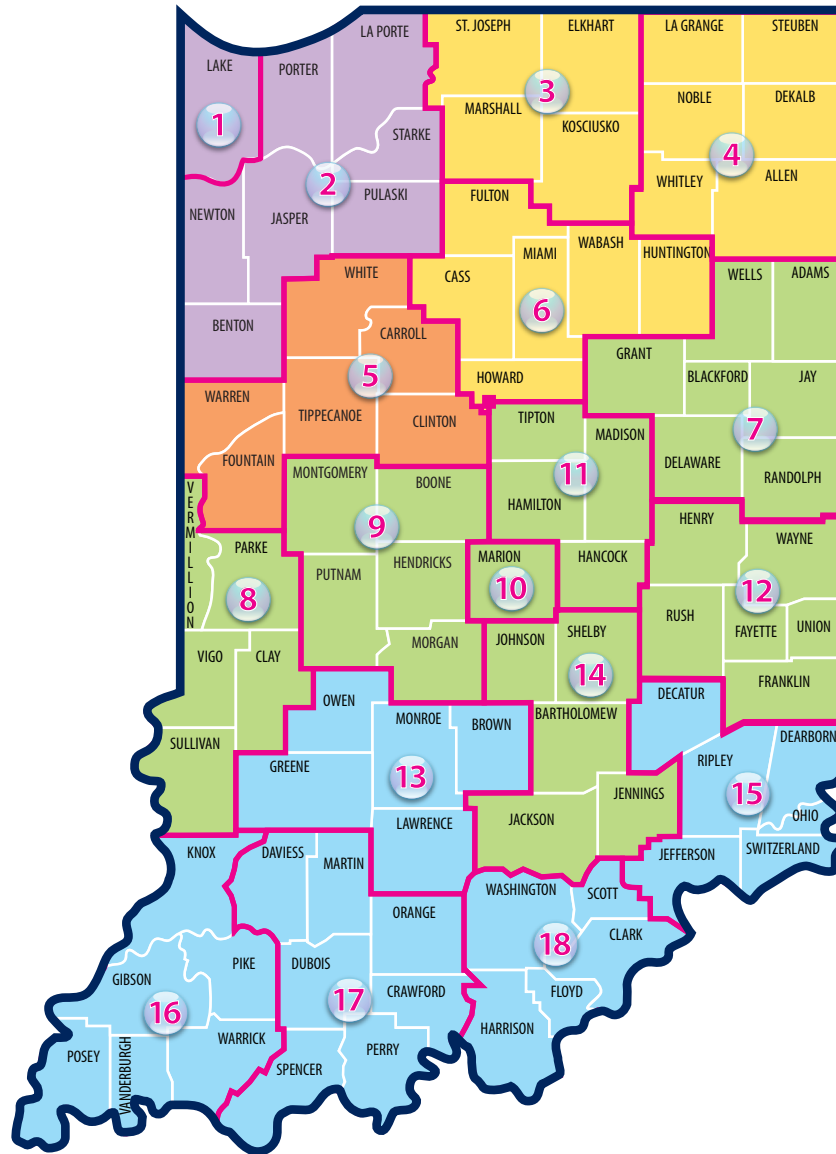 LA PORTE
ST. JOSEPH
ELKHART
LA GRANGE
STEUBEN
LAKE
PORTER
1
3
MARSHALL
NOBLE
DEKALB
STARKE
KOSCIUSKO
4
2
PULASKI
WHITLEY
ALLEN
NEWTON
JASPER
FULTON
MIAMI
WABASH
HUNTINGTON
WHITE
CASS
WELLS
ADAMS
BENTON
6
CARROLL
GRANT
5
HOWARD
BLACKFORD
JAY
WARREN
TIPPECANOE
CLINTON
TIPTON
MADISON
7
FOUNTAIN
DELAWARE
RANDOLPH
VERMILLION
MONTGOMERY
BOONE
11
HAMILTON
HENRY
9
WAYNE
PARKE
HENDRICKS
MARION
HANCOCK
PUTNAM
10
12
8
RUSH
FAYETTE
UNION
VIGO
CLAY
MORGAN
JOHNSON
SHELBY
14
FRANKLIN
OWEN
DECATUR
MONROE
BROWN
BARTHOLOMEW
DEARBORN
SULLIVAN
GREENE
13
RIPLEY
15
JENNINGS
OHIO
LAWRENCE
JACKSON
KNOX
DAVIESS
MARTIN
JEFFERSON
SWITZERLAND
WASHINGTON
SCOTT
ORANGE
18
CLARK
GIBSON
PIKE
DUBOIS
17
CRAWFORD
FLOYD
16
HARRISON
POSEY
VANDERBURGH
WARRICK
SPENCER
PERRY